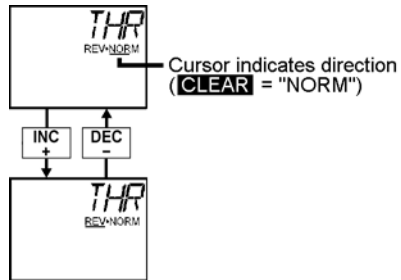 THR
REV•NORM
Cursor indicates direction
(CLEAR = "NORM")
INC
+
DEC
–
THR
REV•NORM